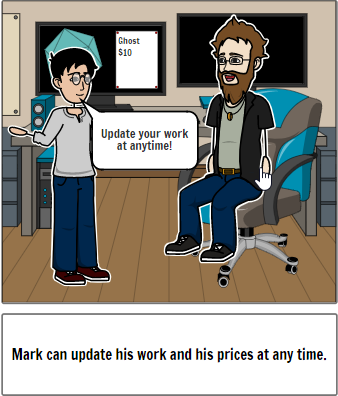 Ghost
$10
Update your work
at anytime!
Mark can update his work and his prices at any time.